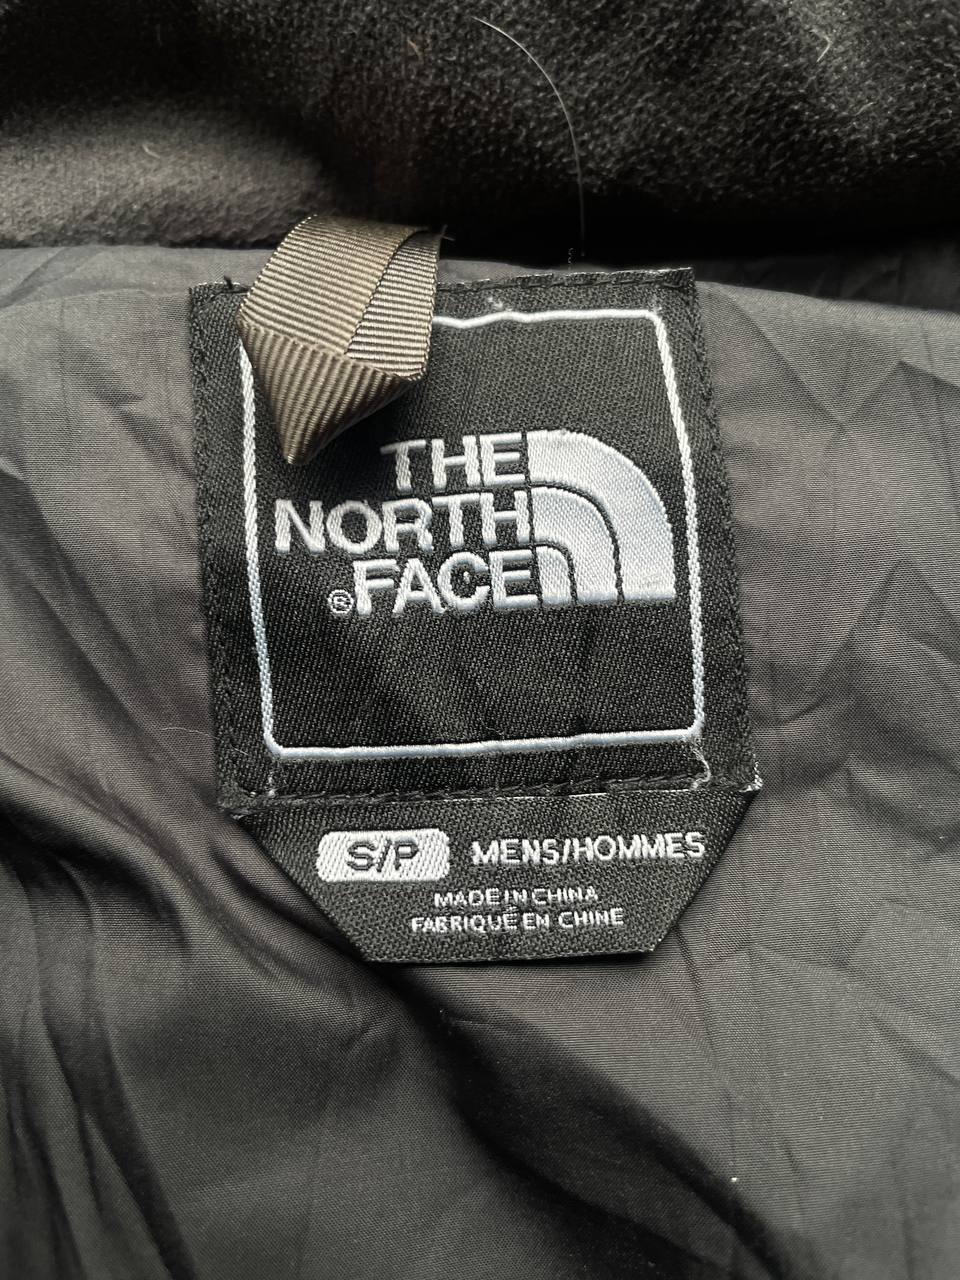 THE
NORTH
®FACE
S/P MENS/HOMMES
MADE IN CHINA
FABRIQUÉ EN CHINE